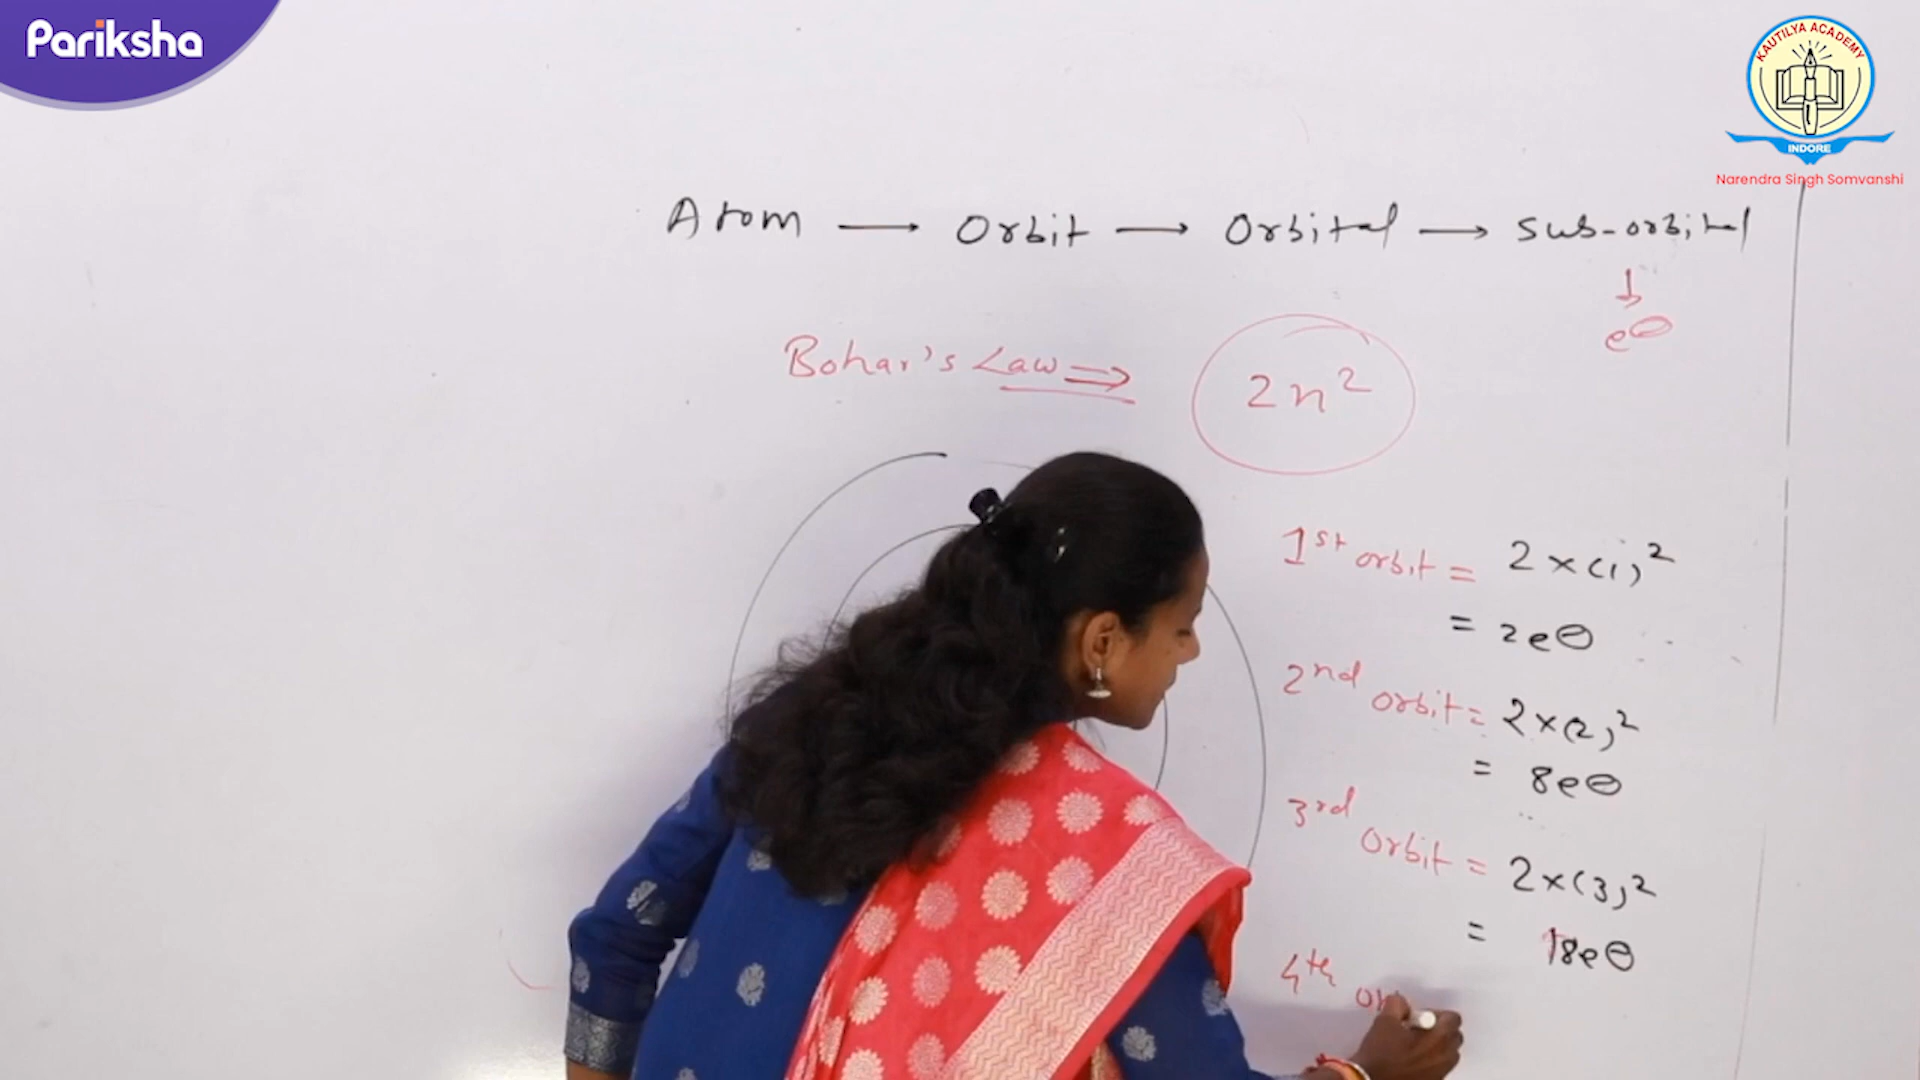 Pariksha
KAUTILYA ACADEMY
INDORE
Narendra Singh Somvanshi
Atom → Orbit → Orbital → Sub-orbital
↓
e⊖
Bohar's Law ⇒ 2n²
1st orbit = 2×(1)²
= 2e⊖
2nd orbit = 2×(2)²
= 8e⊖
3rd orbit = 2×(3)²
= 18e⊖
4th